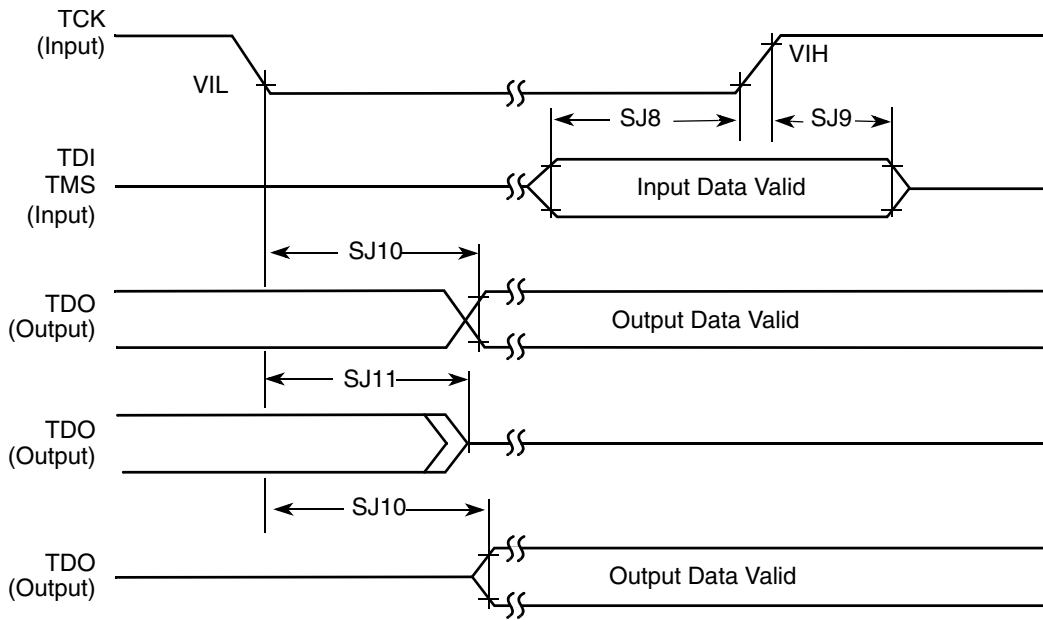 TCK
(Input)
VIL
VIH
SJ8
SJ9
TDI
TMS
(Input)
Input Data Valid
SJ10
TDO
(Output)
Output Data Valid
SJ11
TDO
(Output)
SJ10
TDO
(Output)
Output Data Valid